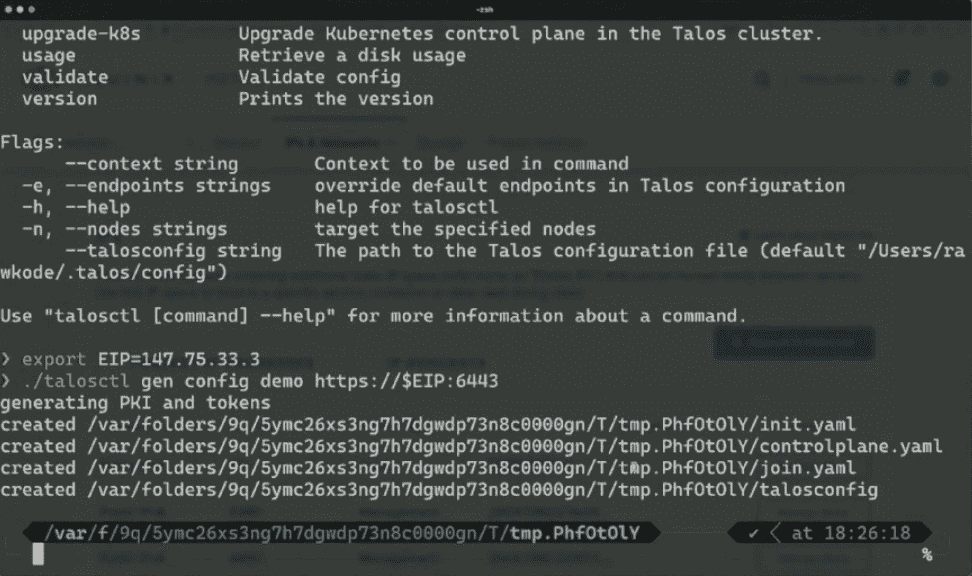 -zsh
upgrade-k8s Upgrade Kubernetes control plane in the Talos cluster.
usage Retrieve a disk usage
validate Validate config
version Prints the version
Flags:
--context string Context to be used in command
-e, --endpoints strings override default endpoints in Talos configuration
-h, --help help for talosctl
-n, --nodes strings target the specified nodes
--talosconfig string The path to the Talos configuration file (default "/Users/ra
wkode/.talos/config")
Use "talosctl [command] --help" for more information about a command.
❯ export EIP=147.75.33.3
❯ ./talosctl gen config demo https://$EIP:6443
generating PKI and tokens
created /var/folders/9q/5ymc26xs3ng7h7dgwdp73n8c0000gn/T/tmp.PhfOtOlY/init.yaml
created /var/folders/9q/5ymc26xs3ng7h7dgwdp73n8c0000gn/T/tmp.PhfOtOlY/controlplane.yaml
created /var/folders/9q/5ymc26xs3ng7h7dgwdp73n8c0000gn/T/tmp.PhfOtOlY/join.yaml
created /var/folders/9q/5ymc26xs3ng7h7dgwdp73n8c0000gn/T/tmp.PhfOtOlY/talosconfig
/var/f/9q/5ymc26xs3ng7h7dgwdp73n8c0000gn/T/tmp.PhfOtOlY ✔ at 18:26:18
%